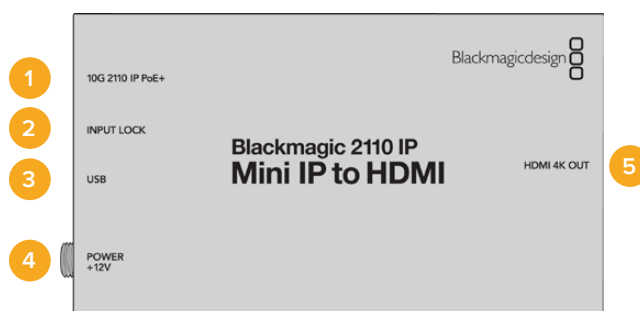 Blackmagicdesign
1
10G 2110 IP PoE+
2
INPUT LOCK
Blackmagic 2110 IP
Mini IP to HDMI
3
USB
HDMI 4K OUT
5
4
POWER
+12V